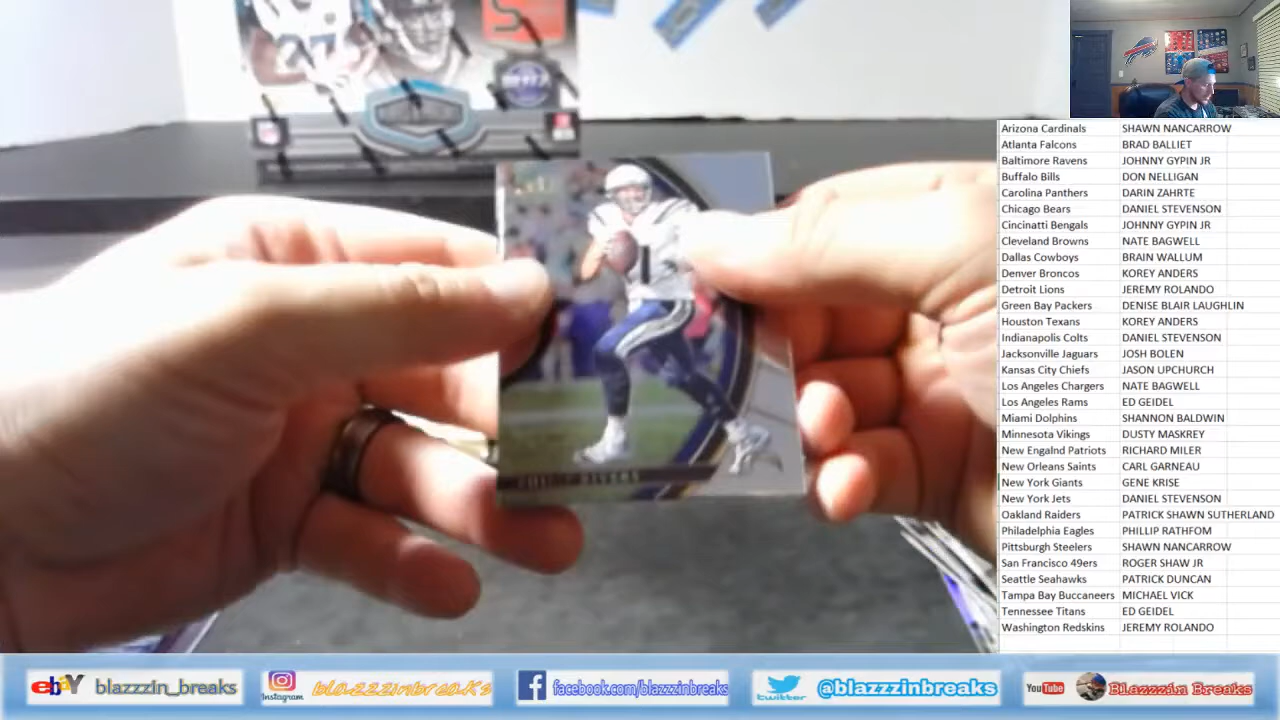 Arizona Cardinals SHAWN NANCARROW
Atlanta Falcons BRAD BALLIET
Baltimore Ravens JOHNNY GYPIN JR
Buffalo Bills DON NELLIGAN
Carolina Panthers DARIN ZAHRTE
Chicago Bears DANIEL STEVENSON
Cincinatti Bengals JOHNNY GYPIN JR
Cleveland Browns NATE BAGWELL
Dallas Cowboys BRAIN WALLUM
Denver Broncos KOREY ANDERS
Detroit Lions JEREMY ROLANDO
Green Bay Packers DENISE BLAIR LAUGHLIN
Houston Texans KOREY ANDERS
Indianapolis Colts DANIEL STEVENSON
Jacksonville Jaguars JOSH BOLEN
Kansas City Chiefs JASON UPCHURCH
Los Angeles Chargers NATE BAGWELL
Los Angeles Rams ED GEIDEL
Miami Dolphins SHANNON BALDWIN
Minnesota Vikings DUSTY MASKREY
New Engalnd Patriots RICHARD MILER
New Orleans Saints CARL GARNEAU
New York Giants GENE KRISE
New York Jets DANIEL STEVENSON
Oakland Raiders PATRICK SHAWN SUTHERLAND
Philadelphia Eagles PHILLIP RATHFOM
Pittsburgh Steelers SHAWN NANCARROW
San Francisco 49ers ROGER SHAW JR
Seattle Seahawks PATRICK DUNCAN
Tampa Bay Buccaneers MICHAEL VICK
Tennessee Titans ED GEIDEL
Washington Redskins JEREMY ROLANDO
RIVERS
ebay blazzzin_breaks
Instagram blazzzinbreaks
facebook.com/blazzzinbreaks
twitter @blazzzinbreaks
YouTube Blazzzin Breaks